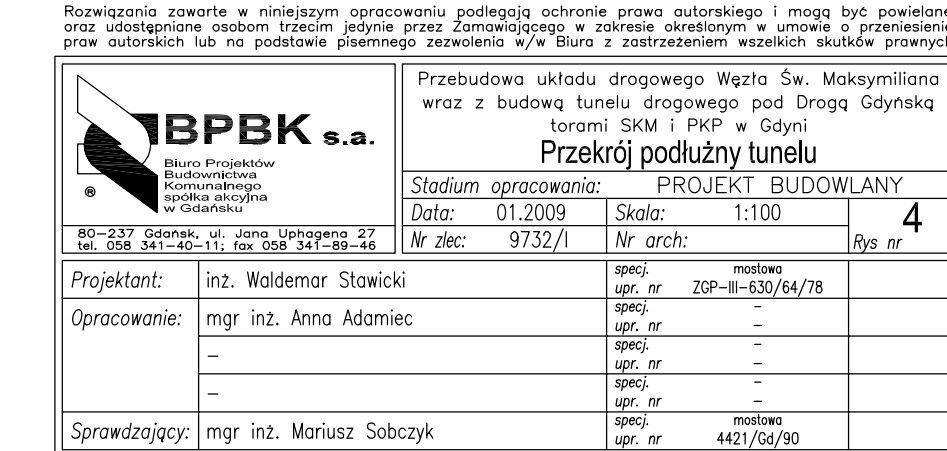 Rozwiązania zawarte w niniejszym opracowaniu podlegają ochronie prawa autorskiego i mogą być powielane
oraz udostępniane osobom trzecim jedynie przez Zamawiającego w zakresie określonym w umowie o przeniesienie
praw autorskich lub na podstawie pisemnego zezwolenia w/w Biura z zastrzeżeniem wszelkich skutków prawnych
BPBK s.a.
Biuro Projektów
Budownictwa
Komunalnego
spółka akcyjna
w Gdańsku
®
80-237 Gdańsk, ul. Jana Uphagena 27
tel. 058 341-40-11; fax 058 341-89-46
Przebudowa układu drogowego Węzła Św. Maksymiliana
wraz z budową tunelu drogowego pod Drogą Gdyńską
torami SKM i PKP w Gdyni
Przekrój podłużny tunelu
Stadium opracowania: PROJEKT BUDOWLANY
Data: 01.2009 Skala: 1:100
Nr zlec: 9732/I Nr arch: Rys nr 4
Projektant: inż. Waldemar Stawicki specj. mostowa
upr. nr ZGP-III-630/64/78
Opracowanie: mgr inż. Anna Adamiec specj. -
upr. nr -
- specj. -
upr. nr -
- specj. -
upr. nr -
Sprawdzający: mgr inż. Mariusz Sobczyk specj. mostowa
upr. nr 4421/Gd/90